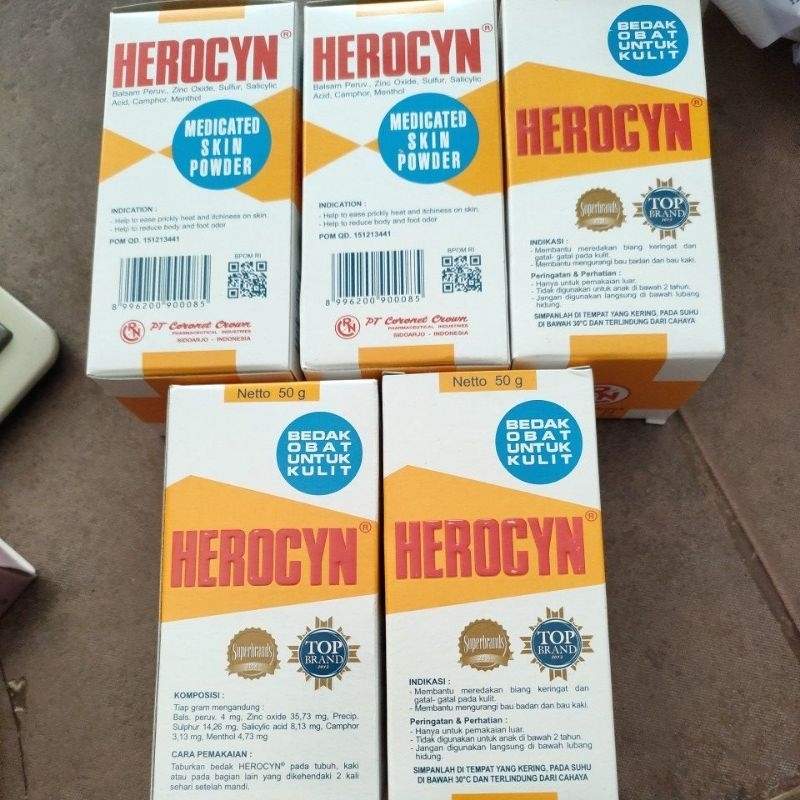 HEROCYN®
Balsam Peruv., Zinc Oxide, Sulfur, Salicylic
Acid, Camphor, Menthol
MEDICATED
SKIN
POWDER
INDICATION :
- Help to ease prickly heat and itchiness on skin.
- Help to reduce body and foot odor
POM QD. 151213441
BPOM RI
8 996200 900085
CRN
PT Coronet Crown
PHARMACEUTICAL INDUSTRIES
SIDOARJO - INDONESIA
HEROCYN®
Balsam Peruv., Zinc Oxide, Sulfur, Salicylic
Acid, Camphor, Menthol
MEDICATED
SKIN
POWDER
INDICATION :
- Help to ease prickly heat and itchiness on skin.
- Help to reduce body and foot odor
POM QD. 151213441
BPOM RI
8 996200 900085
CRN
PT Coronet Crown
PHARMACEUTICAL INDUSTRIES
SIDOARJO - INDONESIA
BEDAK
OBAT
UNTUK
KULIT
HEROCYN®
Superbrands
TOP
BRAND
INDIKASI :
- Membantu meredakan biang keringat dan
gatal- gatal pada kulit.
- Membantu mengurangi bau badan dan bau kaki.
Peringatan & Perhatian :
- Hanya untuk pemakaian luar.
- Tidak digunakan untuk anak di bawah 2 tahun.
- Jangan digunakan langsung di bawah lubang
hidung.
SIMPANLAH DI TEMPAT YANG KERING, PADA SUHU
DI BAWAH 30°C DAN TERLINDUNG DARI CAHAYA
Netto 50 g
BEDAK
OBAT
UNTUK
KULIT
HEROCYN®
Superbrands
TOP
BRAND
KOMPOSISI :
Tiap gram mengandung :
Bals. peruv. 4 mg, Zinc oxide 35,73 mg, Precip.
Sulphur 14,26 mg, Salicylic acid 8,13 mg, Camphor
3,13 mg, Menthol 4,73 mg
CARA PEMAKAIAN :
Taburkan bedak HEROCYN® pada tubuh, kaki
atau pada bagian lain yang dikehendaki 2 kali
sehari setelah mandi.
Netto 50 g
BEDAK
OBAT
UNTUK
KULIT
HEROCYN®
Superbrands
TOP
BRAND
INDIKASI :
- Membantu meredakan biang keringat dan
gatal- gatal pada kulit.
- Membantu mengurangi bau badan dan bau kaki.
Peringatan & Perhatian :
- Hanya untuk pemakaian luar.
- Tidak digunakan untuk anak di bawah 2 tahun.
- Jangan digunakan langsung di bawah lubang
hidung.
SIMPANLAH DI TEMPAT YANG KERING, PADA SUHU
DI BAWAH 30°C DAN TERLINDUNG DARI CAHAYA